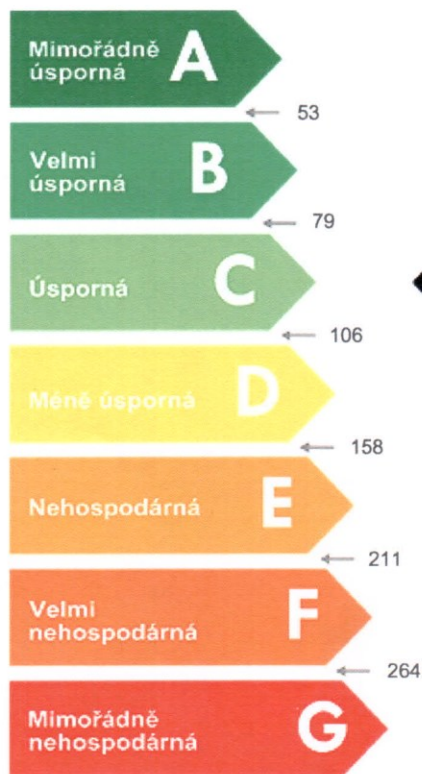 Mimořádně
úsporná
A
53
Velmi
úsporná
B
79
Úsporná
C
106
Méně úsporná
D
158
Nehospodárná
E
211
Velmi
nehospodárná
F
264
Mimořádně
nehospodárná
G